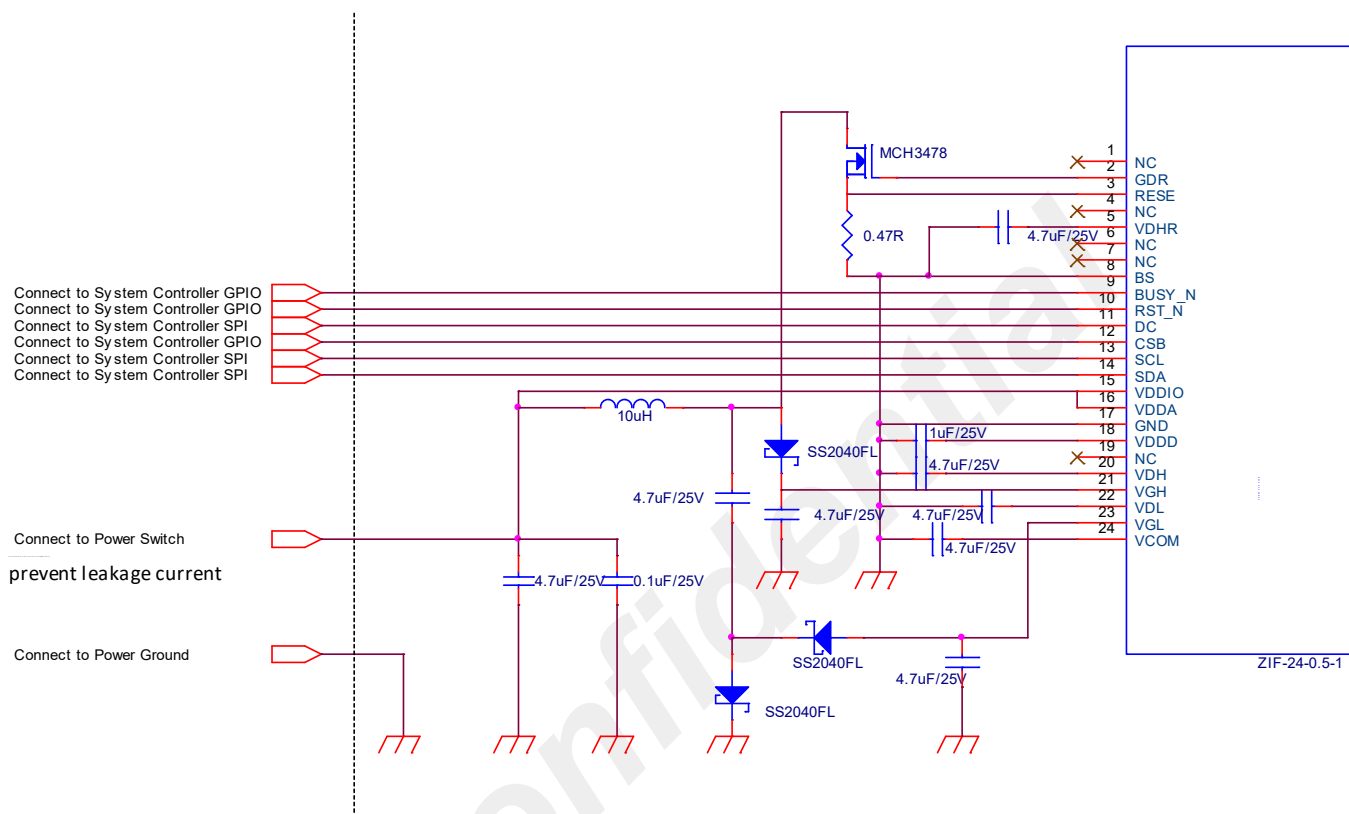 1
NC
2
GDR
3
RESE
4
NC
5
VDHR
6
NC
7
NC
8
BS
9
BUSY_N
10
RST_N
11
DC
12
CSB
13
SCL
14
SDA
15
VDDIO
16
VDDA
17
GND
18
VDDD
19
NC
20
VDH
21
VGH
22
VDL
23
VGL
24
VCOM
ZIF-24-0.5-1
MCH3478
0.47R
4.7uF/25V
Connect to System Controller GPIO
Connect to System Controller GPIO
Connect to System Controller SPI
Connect to System Controller GPIO
Connect to System Controller SPI
Connect to System Controller SPI
10uH
SS2040FL
1uF/25V
4.7uF/25V
4.7uF/25V
4.7uF/25V
4.7uF/25V
4.7uF/25V
Connect to Power Switch
prevent leakage current
4.7uF/25V
0.1uF/25V
Connect to Power Ground
SS2040FL
4.7uF/25V
SS2040FL
onfidential